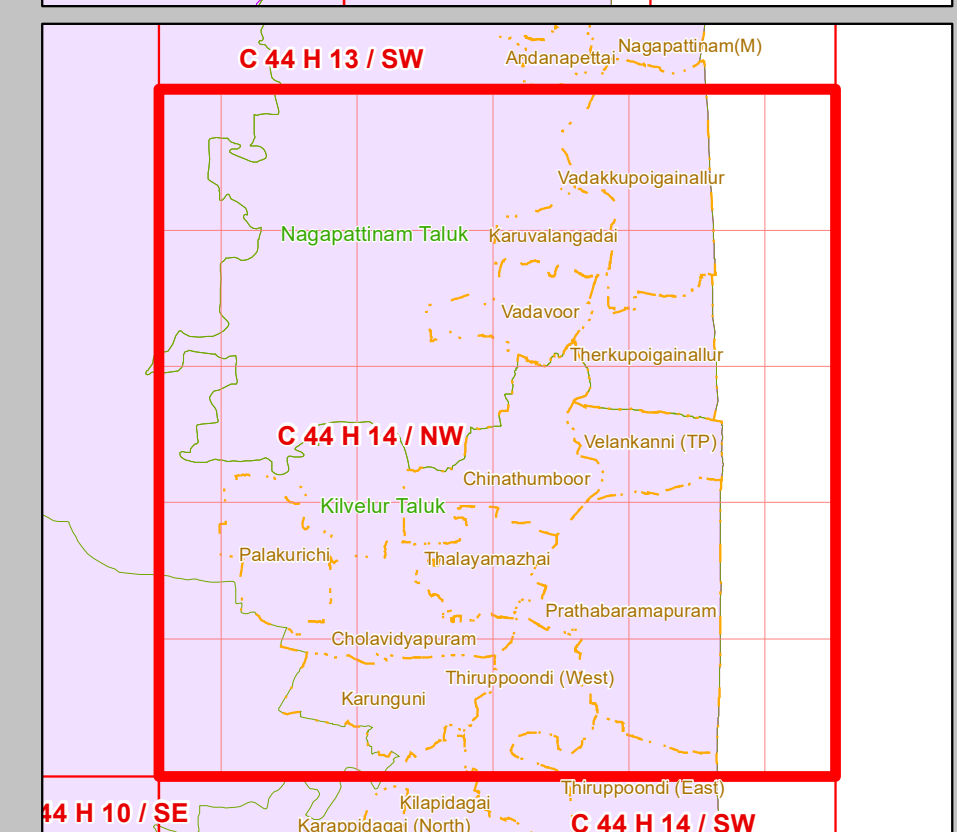 C 44 H 13 / SW
Andanapettai
Nagapattinam(M)
Vadakkupoigainallur
Nagapattinam Taluk
Karuvalangadai
Vadavoor
Therkupoigainallur
C 44 H 14 / NW
Velankanni (TP)
Chinathumboor
Kilvelur Taluk
Palakurichi
Thalayamazhai
Prathabaramapuram
Cholavidyapuram
Thiruppoondi (West)
Karunguni
Thiruppoondi (East)
Kilapidagai
44 H 10 / SE
Karappidagai (North)
C 44 H 14 / SW